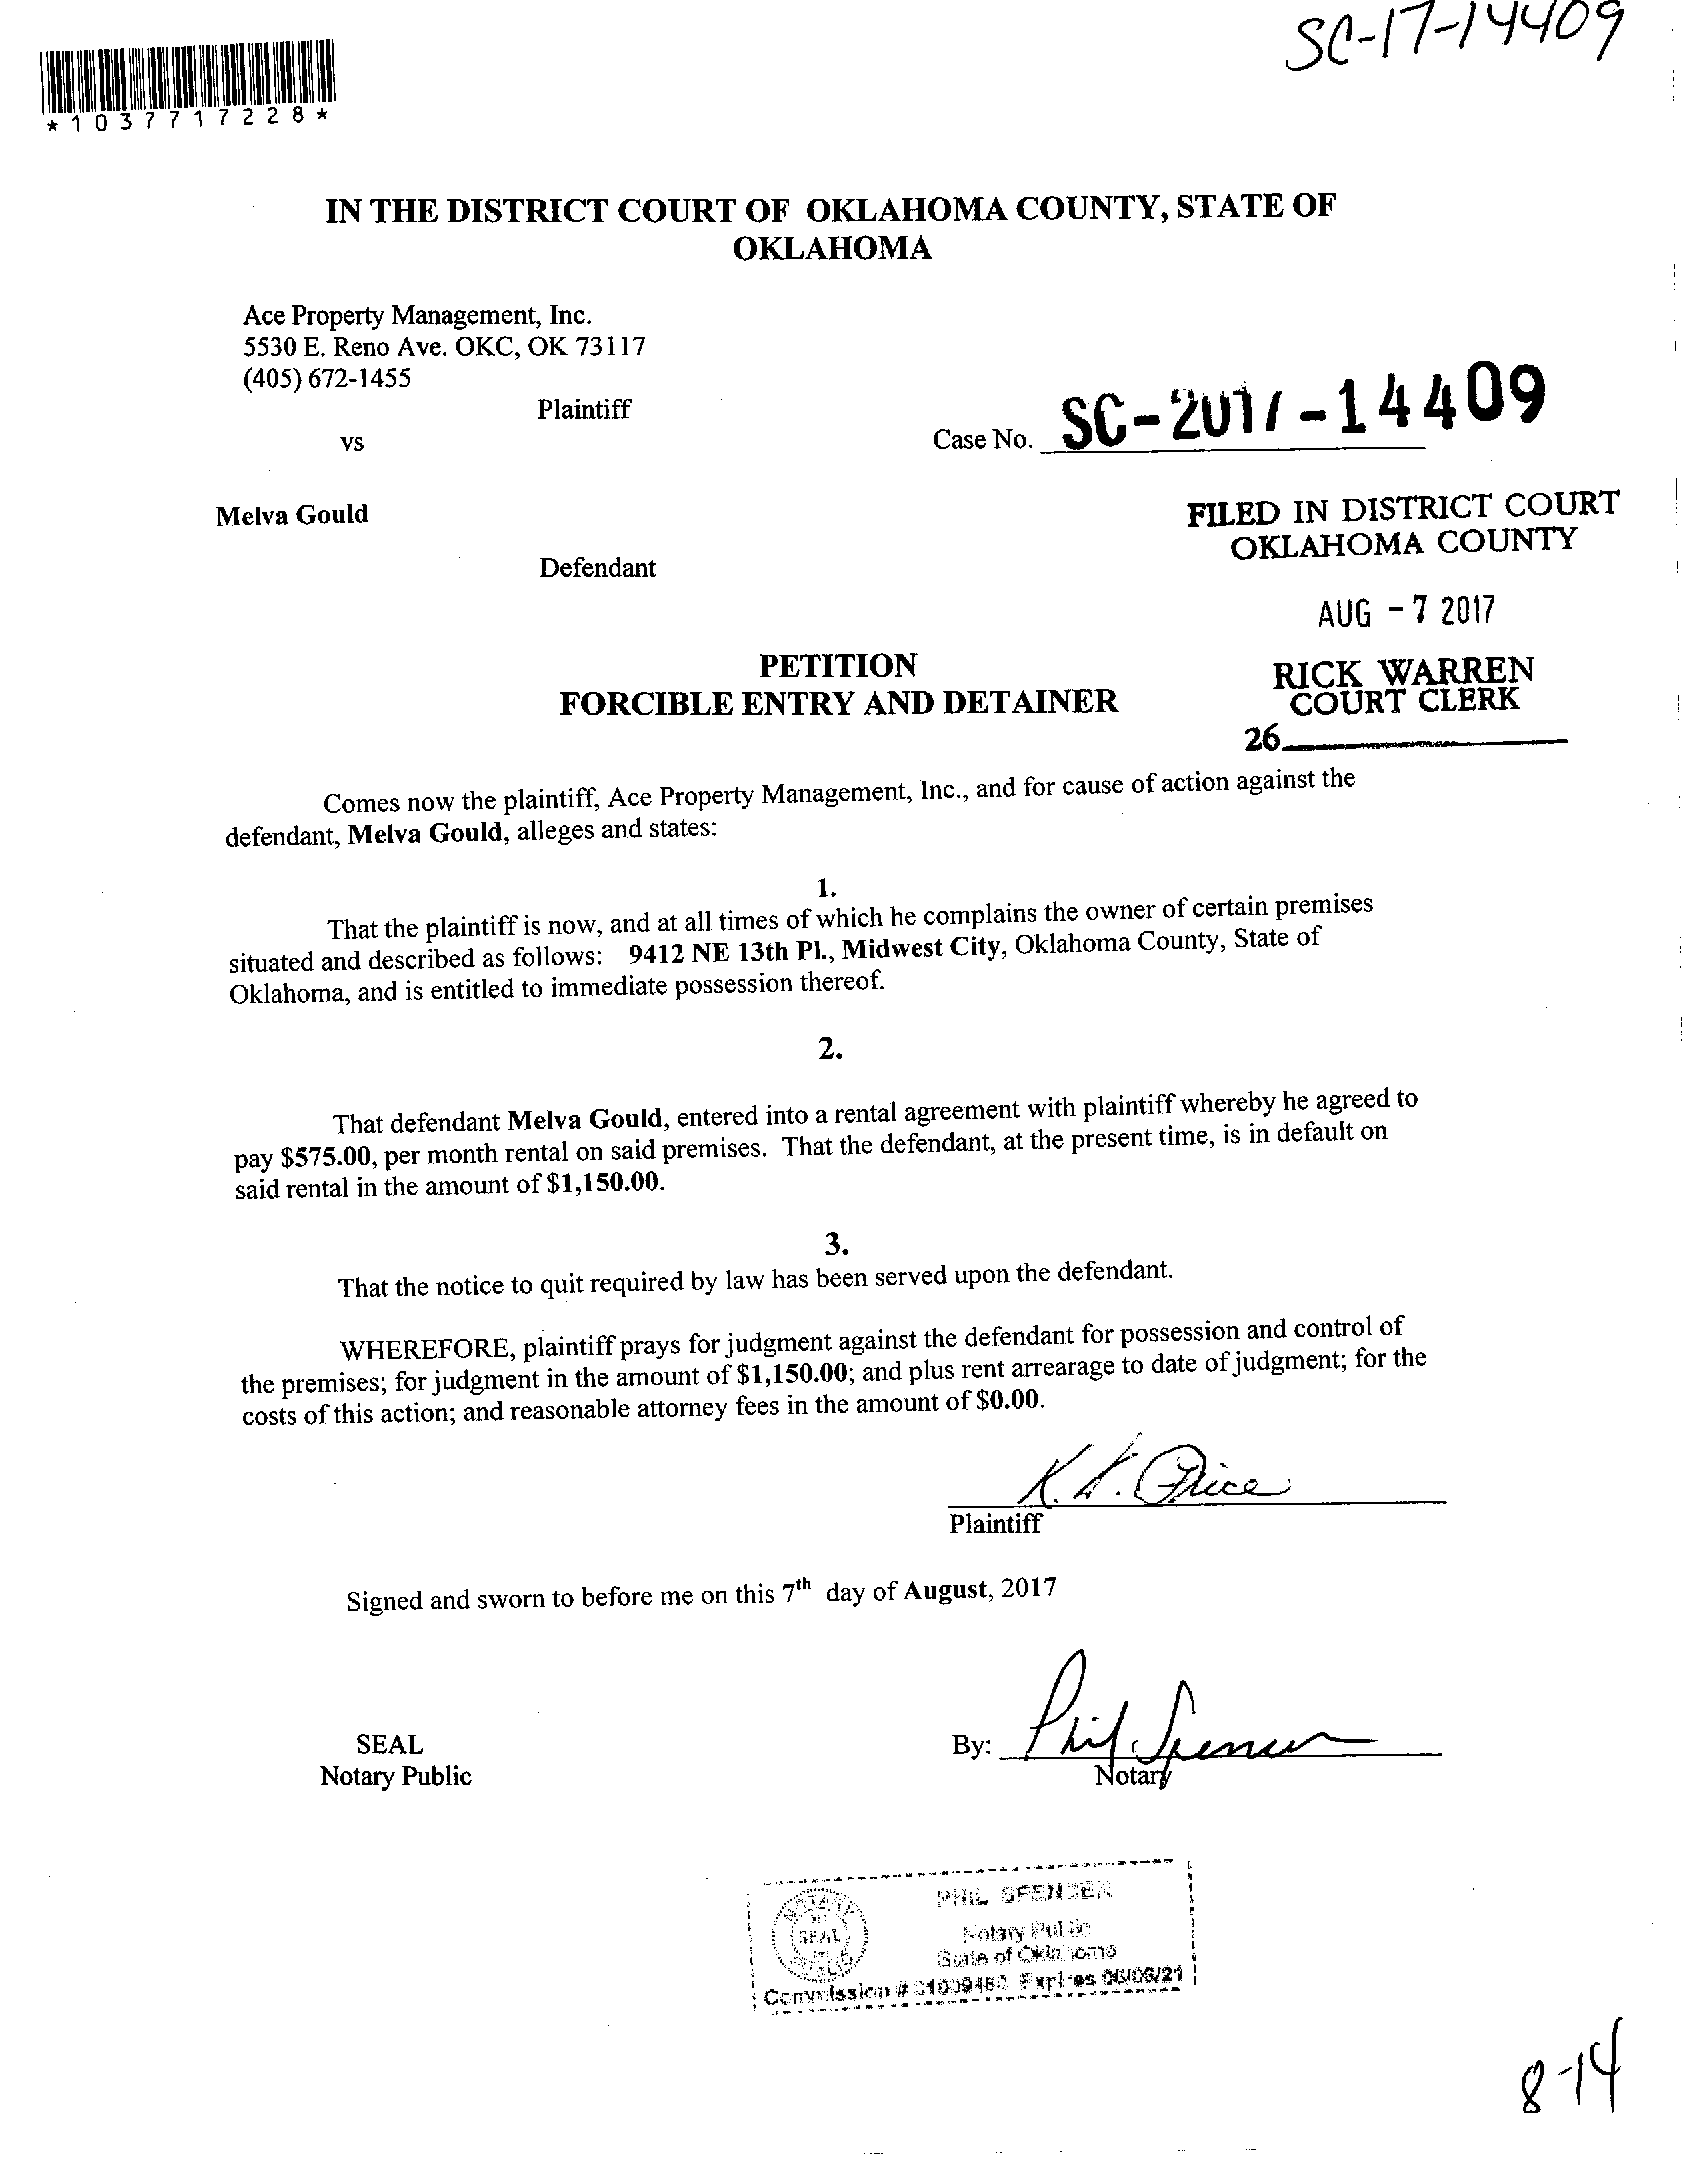 SC-17-14409
*1037717228*
IN THE DISTRICT COURT OF OKLAHOMA COUNTY, STATE OF
OKLAHOMA
Ace Property Management, Inc.
5530 E. Reno Ave. OKC, OK 73117
(405) 672-1455
Plaintiff
vs
Case No. SC-2017-14409
Melva Gould
Defendant
FILED IN DISTRICT COURT
OKLAHOMA COUNTY
AUG - 7 2017
RICK WARREN
COURT CLERK
26
PETITION
FORCIBLE ENTRY AND DETAINER
Comes now the plaintiff, Ace Property Management, Inc., and for cause of action against the
defendant, Melva Gould, alleges and states:
1.
That the plaintiff is now, and at all times of which he complains the owner of certain premises
situated and described as follows: 9412 NE 13th Pl., Midwest City, Oklahoma County, State of
Oklahoma, and is entitled to immediate possession thereof.
2.
That defendant Melva Gould, entered into a rental agreement with plaintiff whereby he agreed to
pay $575.00, per month rental on said premises. That the defendant, at the present time, is in default on
said rental in the amount of $1,150.00.
3.
That the notice to quit required by law has been served upon the defendant.
WHEREFORE, plaintiff prays for judgment against the defendant for possession and control of
the premises; for judgment in the amount of $1,150.00; and plus rent arrearage to date of judgment; for the
costs of this action; and reasonable attorney fees in the amount of $0.00.
K. D. Price
Plaintiff
Signed and sworn to before me on this 7th day of August, 2017
SEAL
Notary Public
By: Phil Spencer
Notary
PHIL SPENCER
Notary Public
State of Oklahoma
SEAL
Commission # Expires 06/06/21
8-14